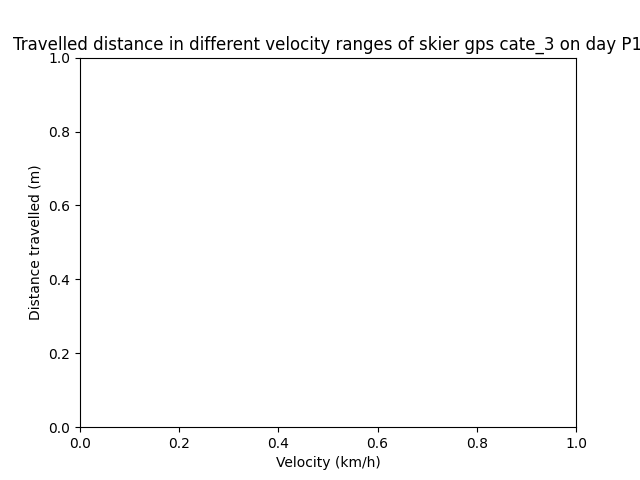 Travelled distance in different velocity ranges of skier gps cate_3 on day P1
1.0
0.8
0.6
0.4
0.2
0.0
Distance travelled (m)
0.0 0.2 0.4 0.6 0.8 1.0
Velocity (km/h)